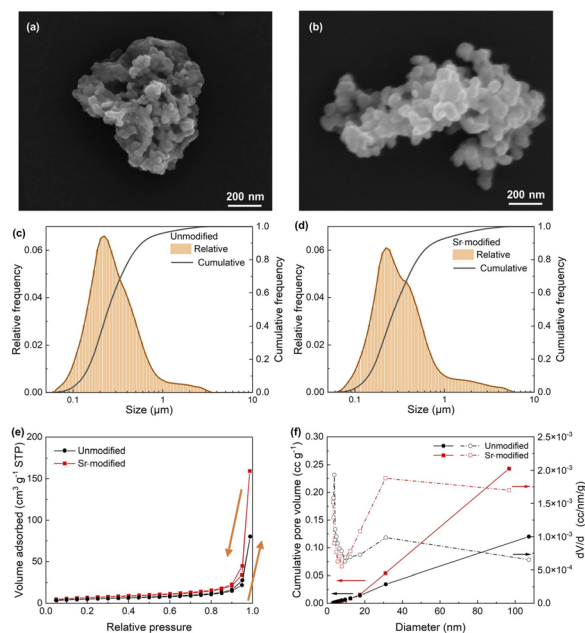 (a)
200 nm
(b)
200 nm
(c)
Unmodified
Relative
Cumulative
Relative frequency
0.06
0.04
0.02
0.00
Cumulative frequency
1.0
0.8
0.6
0.4
0.2
0.0
0.1
1
10
Size (μm)
(d)
Sr-modified
Relative
Cumulative
Relative frequency
0.06
0.04
0.02
0.00
Cumulative frequency
1.0
0.8
0.6
0.4
0.2
0.0
0.1
1
10
Size (μm)
(e)
Unmodified
Sr-modified
Volume adsorbed (cm³ g⁻¹ STP)
200
150
100
50
25
0
0.0 0.2 0.4 0.6 0.8 1.0
Relative pressure
(f)
Unmodified
Sr-modified
Cumulative pore volume (cc g⁻¹)
0.30
0.25
0.20
0.15
0.10
0.05
0.00
dV/d (cc/nm/g)
2.5×10⁻³
2.0×10⁻³
1.5×10⁻³
1.0×10⁻³
5.0×10⁻⁴
0.0
0 20 40 60 80 100
Diameter (nm)